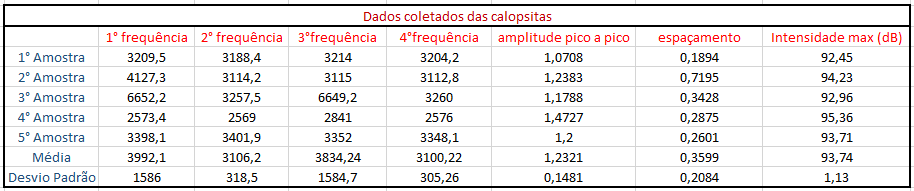 Dados coletados das calopsitas
1° frequência 2° frequência 3°frequência 4°frequência amplitude pico a pico espaçamento Intensidade max (dB)
1° Amostra 3209,5 3188,4 3214 3204,2 1,0708 0,1894 92,45
2° Amostra 4127,3 3114,2 3115 3112,8 1,2383 0,7195 94,23
3° Amostra 6652,2 3257,5 6649,2 3260 1,1788 0,3428 92,96
4° Amostra 2573,4 2569 2841 2576 1,4727 0,2875 95,36
5° Amostra 3398,1 3401,9 3352 3348,1 1,2 0,2601 93,71
Média 3992,1 3106,2 3834,24 3100,22 1,2321 0,3599 93,74
Desvio Padrão 1586 318,5 1584,7 305,26 0,1481 0,2084 1,13